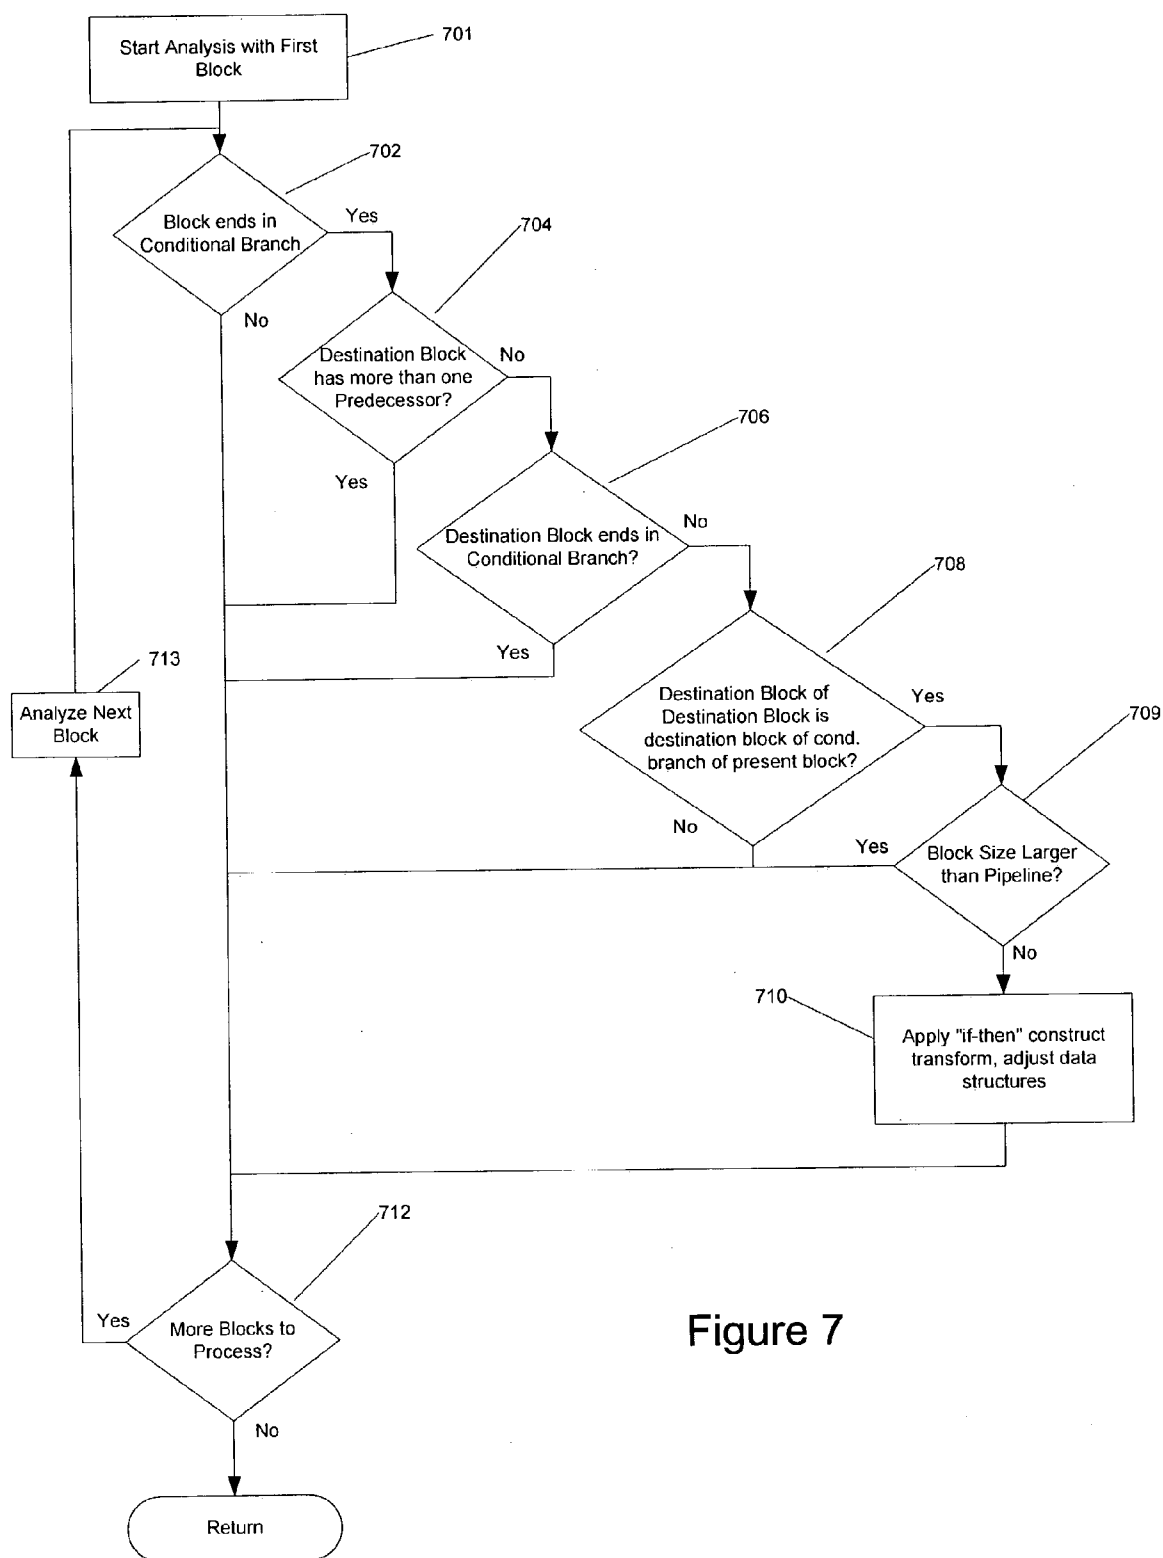 Start Analysis with First
Block
701
702
Block ends in
Conditional Branch
Yes
No
704
Destination Block
has more than one
Predecessor?
No
Yes
706
Destination Block ends in
Conditional Branch?
No
Yes
708
Destination Block of
Destination Block is
destination block of cond.
branch of present block?
Yes
No
709
Block Size Larger
than Pipeline?
Yes
No
710
Apply "if-then" construct
transform, adjust data
structures
713
Analyze Next
Block
712
More Blocks to
Process?
Yes
No
Return
Figure 7